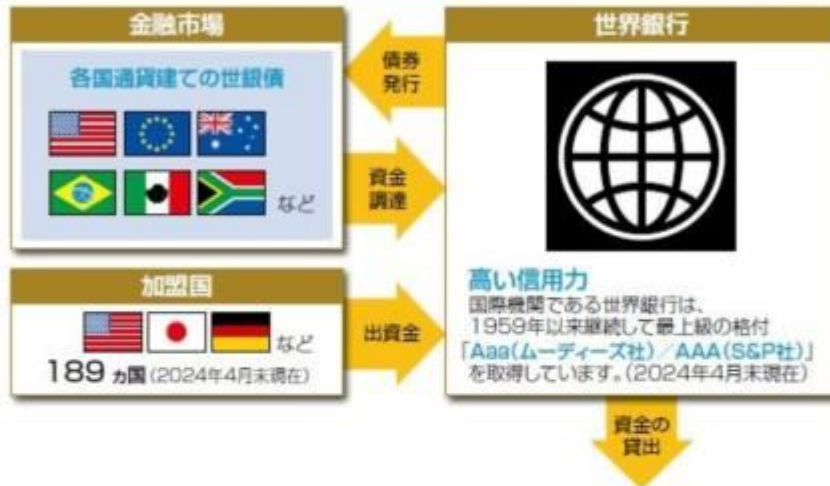 金融市場
各国通貨建ての世銀債
など
債券
発行
資金
調達
世界銀行
高い信用力
国際機関である世界銀行は、
1959年以来継続して最上級の格付
「Aaa(ムーディーズ社)/AAA(S&P社)」
を取得しています。(2024年4月末現在)
加盟国
など
189 ヵ国(2024年4月末現在)
出資金
資金の
貸出